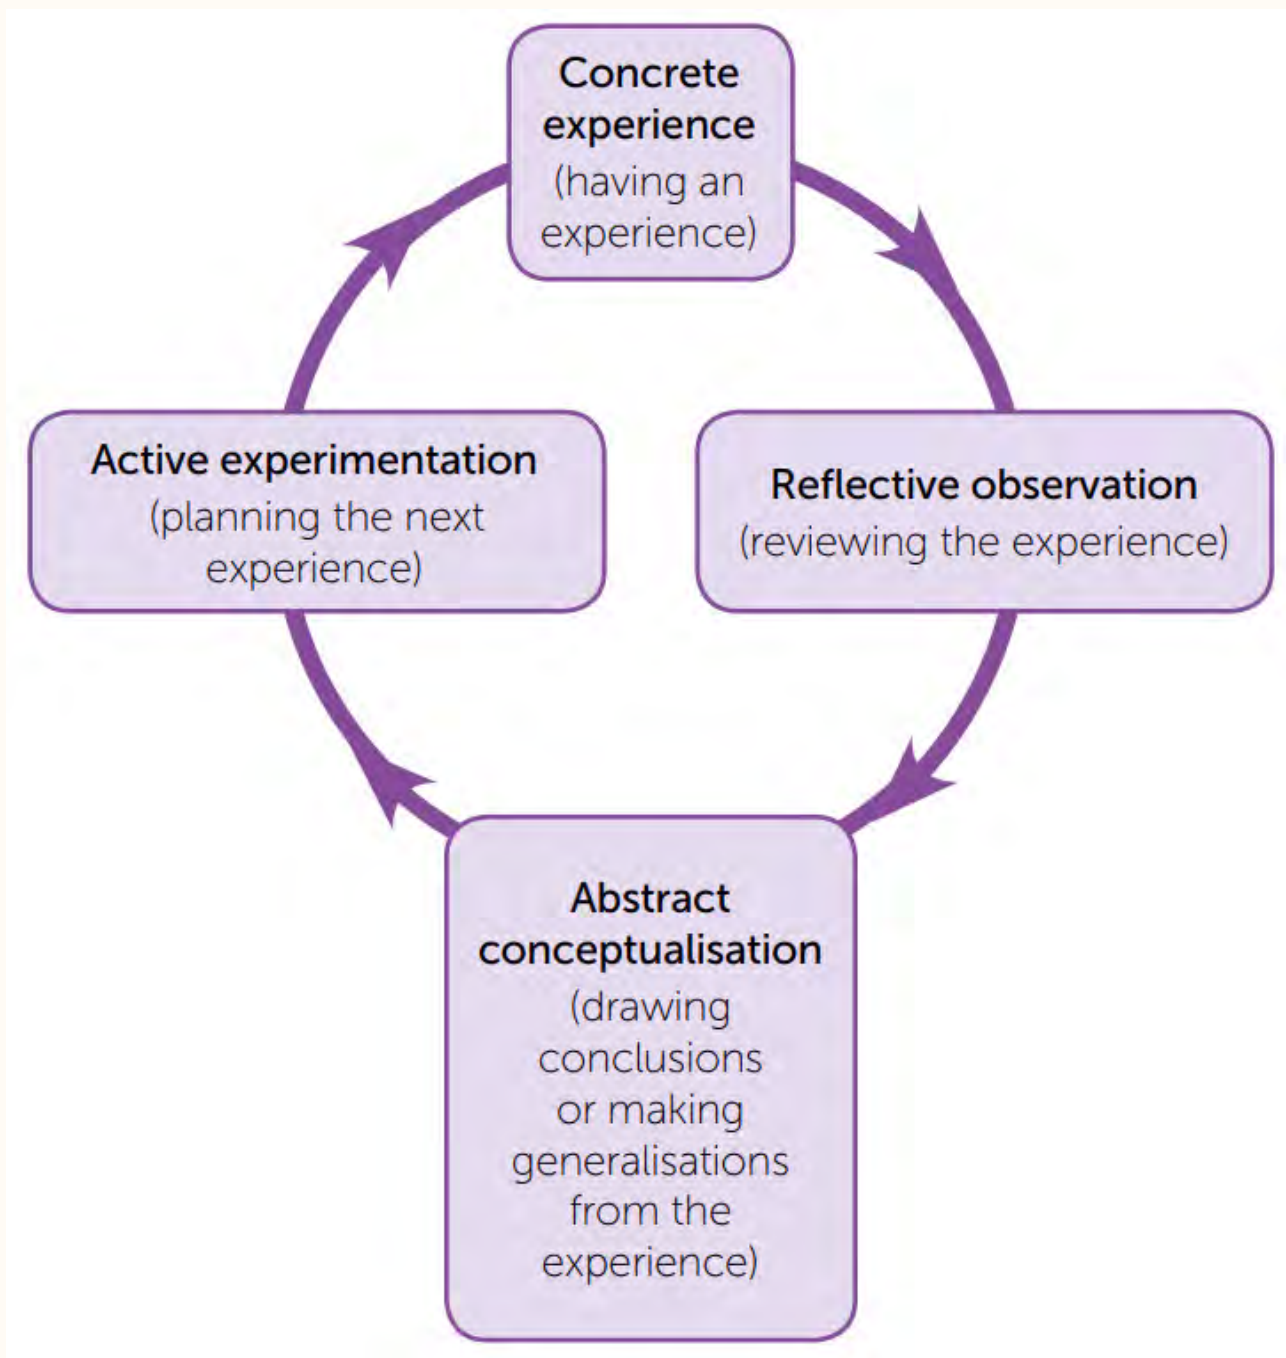 Concrete
experience
(having an
experience)
Reflective observation
(reviewing the experience)
Abstract
conceptualisation
(drawing
conclusions
or making
generalisations
from the
experience)
Active experimentation
(planning the next
experience)